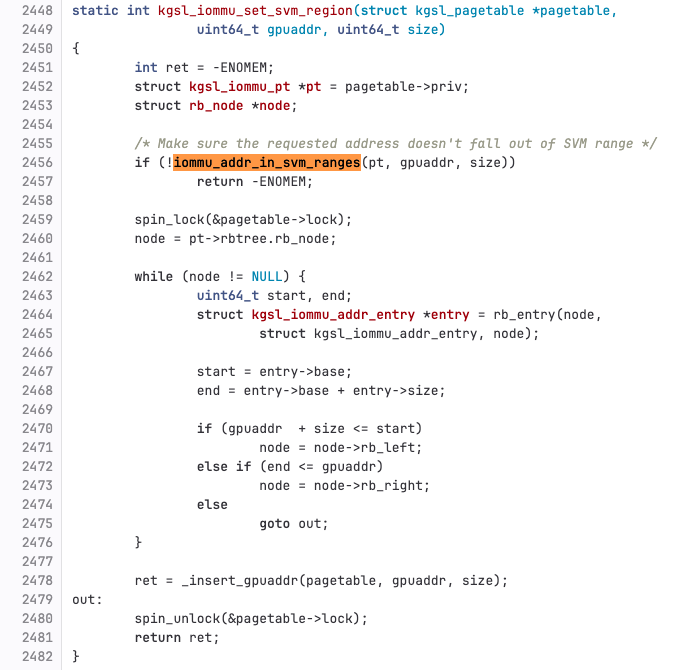 2448 static int kgsl_iommu_set_svm_region(struct kgsl_pagetable *pagetable,
2449                 uint64_t gpuaddr, uint64_t size)
2450 {
2451         int ret = -ENOMEM;
2452         struct kgsl_iommu_pt *pt = pagetable->priv;
2453         struct rb_node *node;
2454
2455         /* Make sure the requested address doesn't fall out of SVM range */
2456         if (!iommu_addr_in_svm_ranges(pt, gpuaddr, size))
2457                 return -ENOMEM;
2458
2459         spin_lock(&pagetable->lock);
2460         node = pt->rbtree.rb_node;
2461
2462         while (node != NULL) {
2463                 uint64_t start, end;
2464                 struct kgsl_iommu_addr_entry *entry = rb_entry(node,
2465                         struct kgsl_iommu_addr_entry, node);
2466
2467                 start = entry->base;
2468                 end = entry->base + entry->size;
2469
2470                 if (gpuaddr  + size <= start)
2471                         node = node->rb_left;
2472                 else if (end <= gpuaddr)
2473                         node = node->rb_right;
2474                 else
2475                         goto out;
2476         }
2477
2478         ret = _insert_gpuaddr(pagetable, gpuaddr, size);
2479 out:
2480         spin_unlock(&pagetable->lock);
2481         return ret;
2482 }